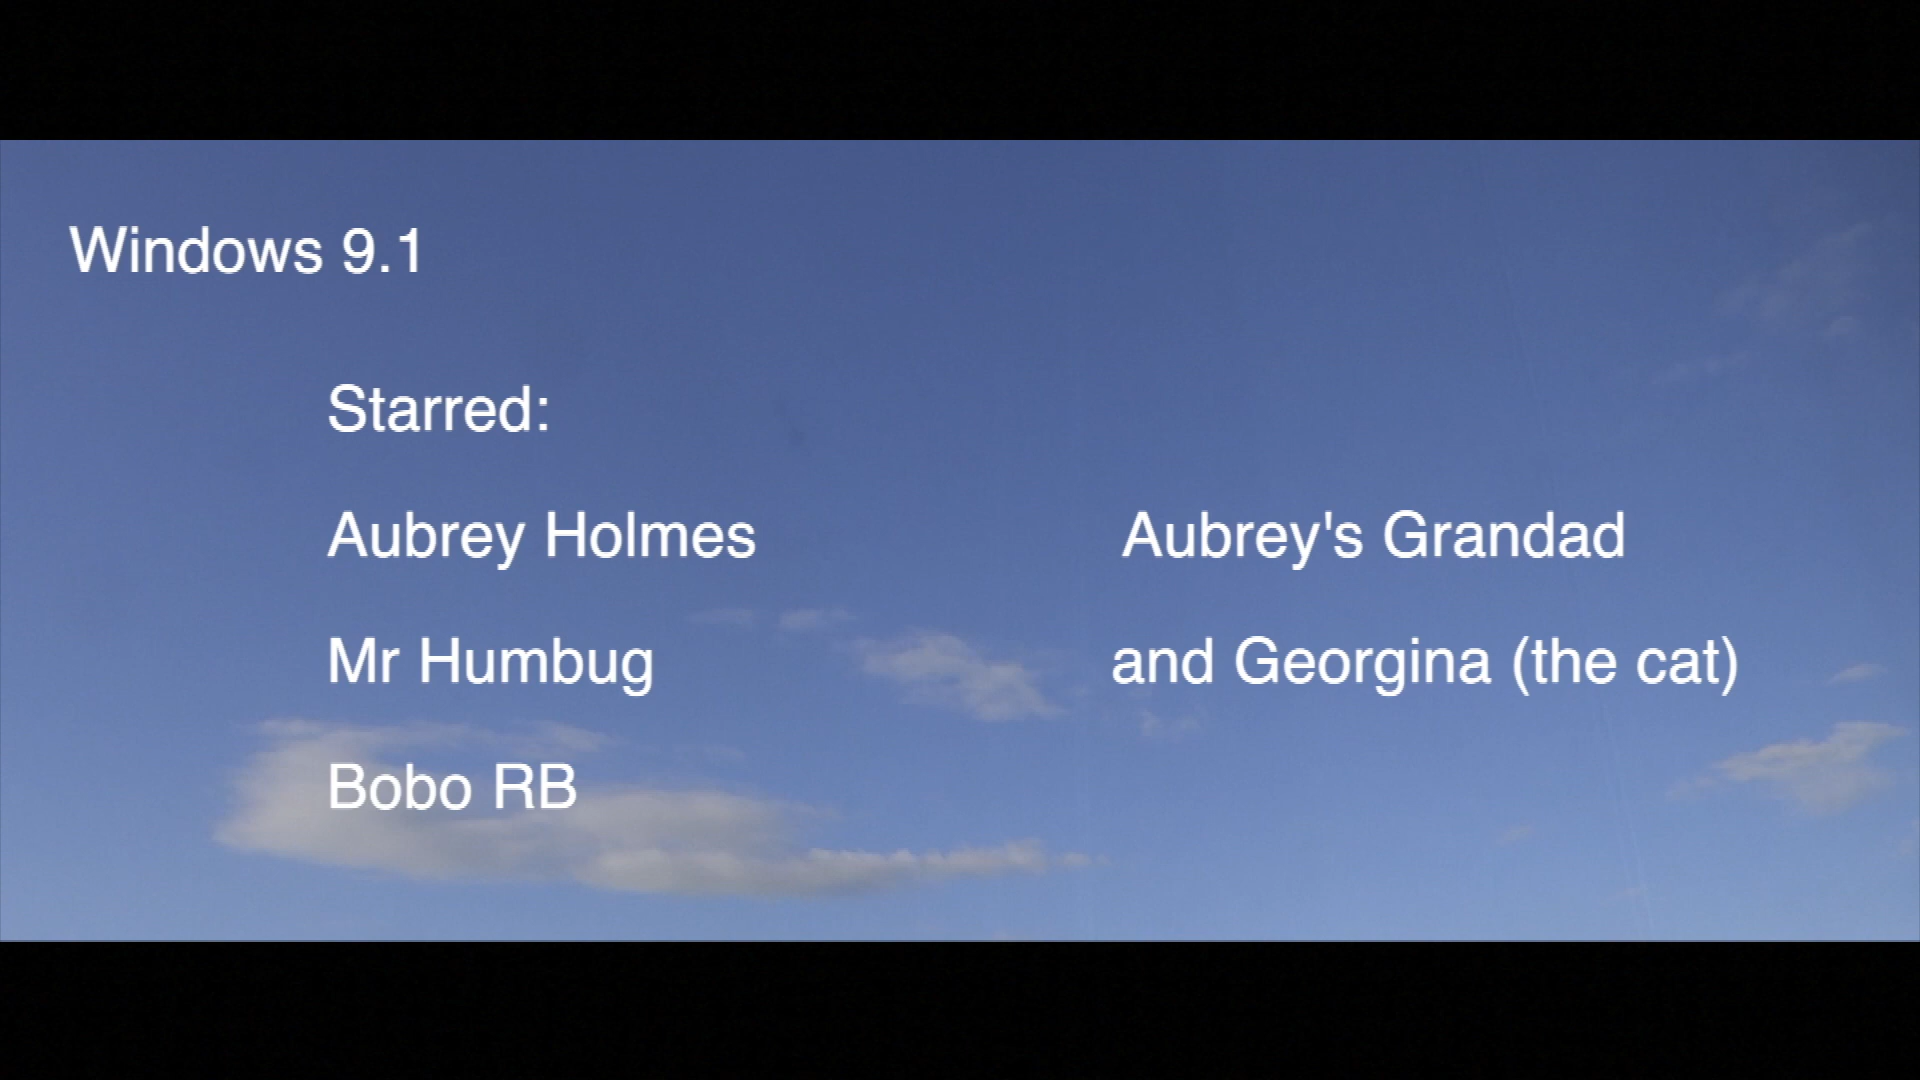 Windows 9.1
Starred:
Aubrey Holmes
Mr Humbug
Bobo RB
Aubrey's Grandad
and Georgina (the cat)